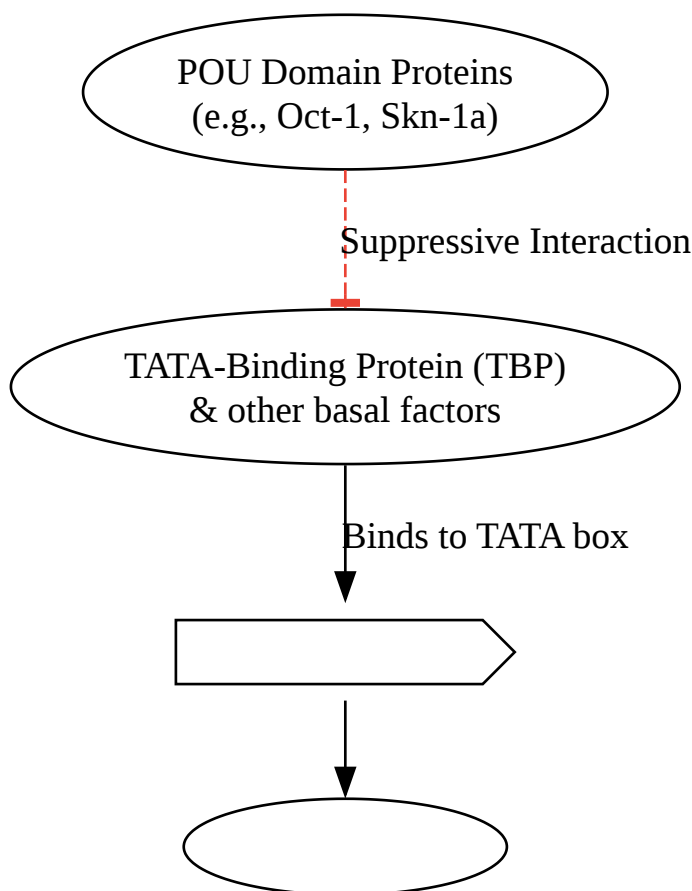 POU Domain Proteins
(e.g., Oct-1, Skn-1a)
Suppressive Interaction
TATA-Binding Protein (TBP)
& other basal factors
Binds to TATA box